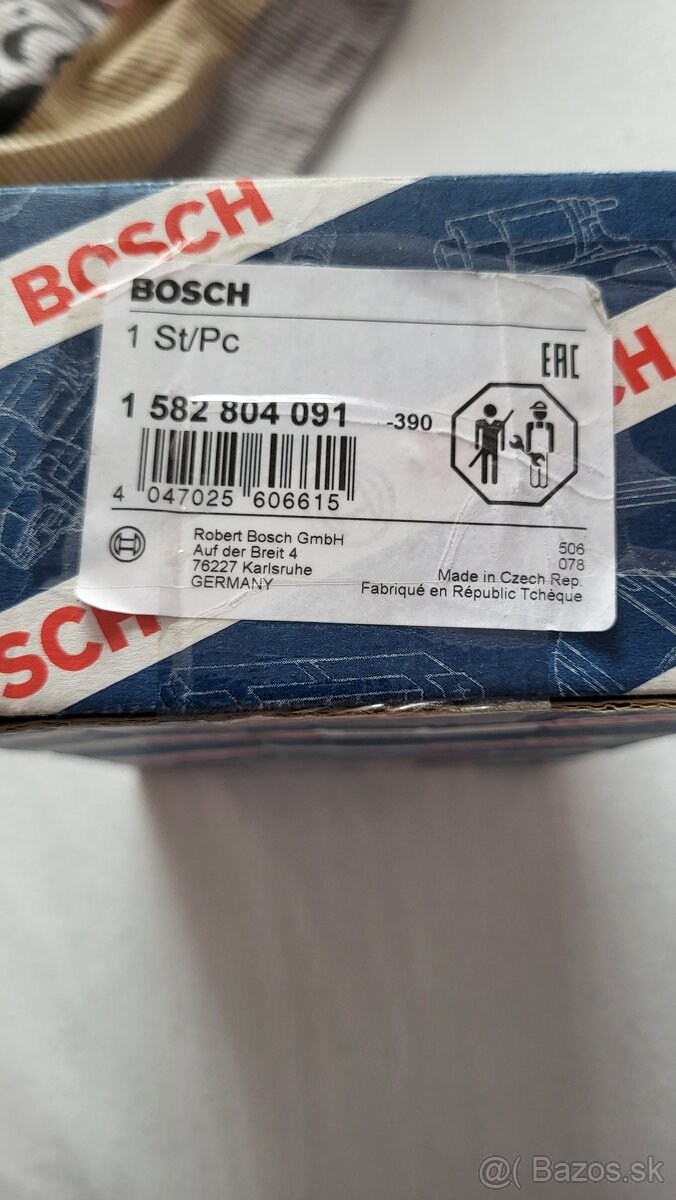 BOSCH
BOSCH
1 St/Pc
EAC
CH
1 582 804 091 -390
4 047025 606615
Robert Bosch GmbH
Auf der Breit 4
76227 Karlsruhe
GERMANY
506
078
Made in Czech Rep.
Fabriqué en Républic Tchèque
SCH
@( Bazos.sk